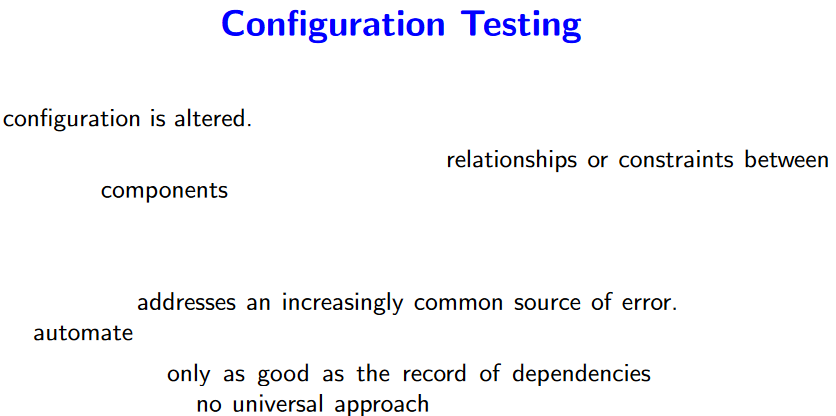 Configuration Testing
configuration is altered.
relationships or constraints between
components
addresses an increasingly common source of error.
automate
only as good as the record of dependencies
no universal approach